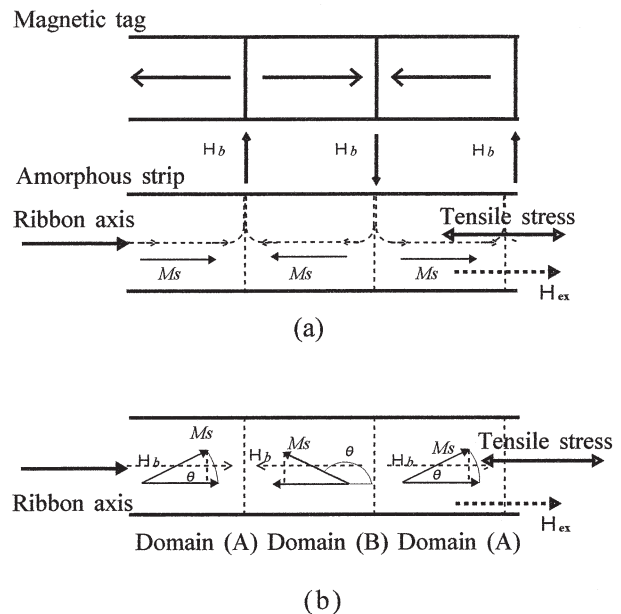 Magnetic tag
Hb Hb Hb
Amorphous strip
Ribbon axis
Tensile stress
Ms Ms Ms
Hex
(a)
Ms Ms Ms
Hb θ Hb θ Hb θ
Tensile stress
Ribbon axis
Hex
Domain (A) Domain (B) Domain (A)
(b)